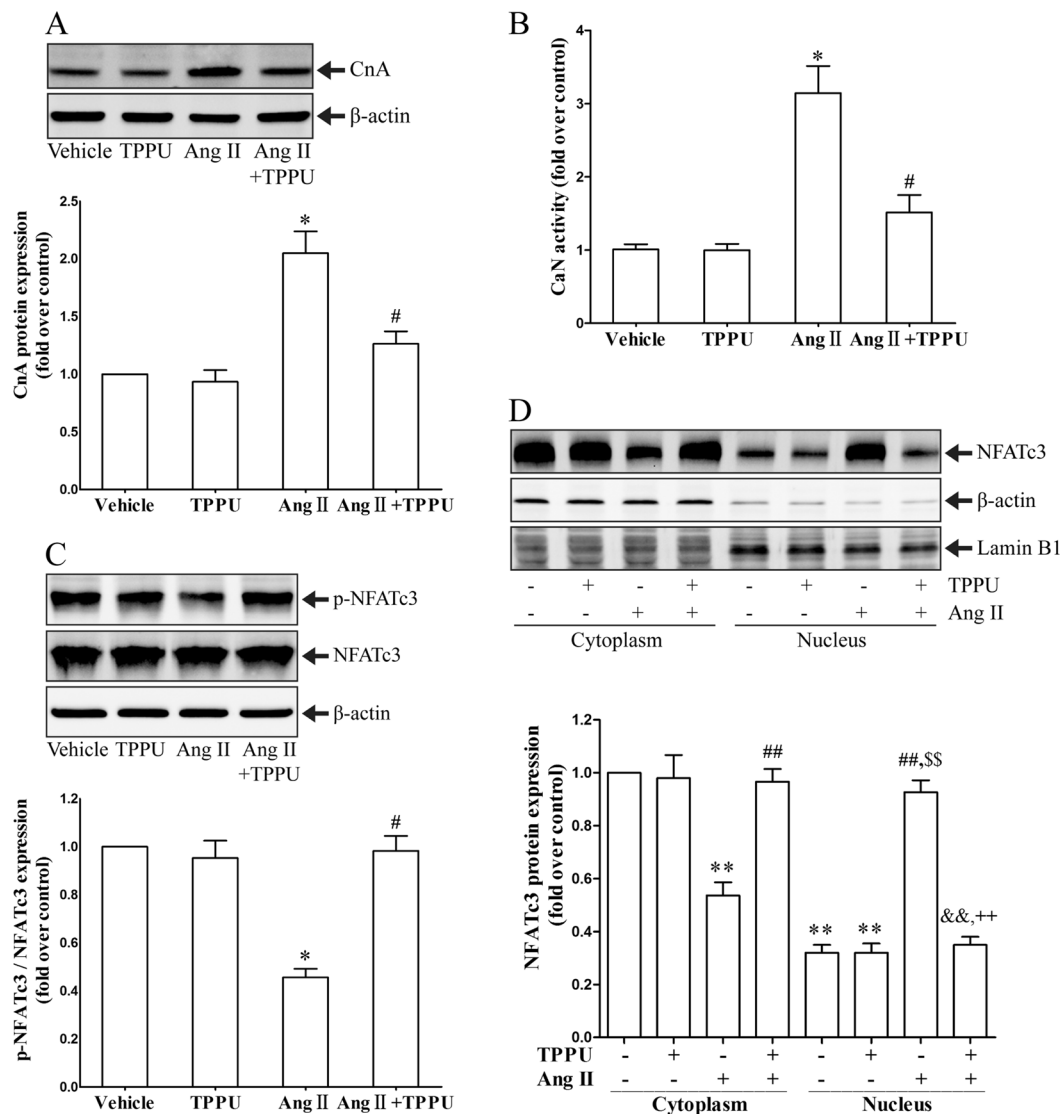 A
CnA
β-actin
Vehicle TPPU Ang II Ang II
+TPPU
CnA protein expression
(fold over control)
2.5
2.0
1.5
1.0
0.5
0.0
*
#
Vehicle TPPU Ang Ⅱ Ang Ⅱ +TPPU
B
CaN activity (fold over control)
4
3
2
1
0
*
#
Vehicle TPPU Ang Ⅱ Ang Ⅱ +TPPU
C
p-NFATc3
NFATc3
β-actin
Vehicle TPPU Ang II Ang II
+TPPU
p-NFATc3 / NFATc3 expression
(fold over control)
1.2
1.0
0.8
0.6
0.4
0.2
0.0
*
#
Vehicle TPPU Ang Ⅱ Ang Ⅱ +TPPU
D
NFATc3
β-actin
Lamin B1
- + - + - + - + TPPU
- - + + - - + + Ang II
Cytoplasm Nucleus
NFATc3 protein expression
(fold over control)
1.2
1.0
0.8
0.6
0.4
0.2
0.0
** ## ** ** ##,$$ &&,++
TPPU - + - + - + - +
Ang II - - + + - - + +
Cytoplasm Nucleus